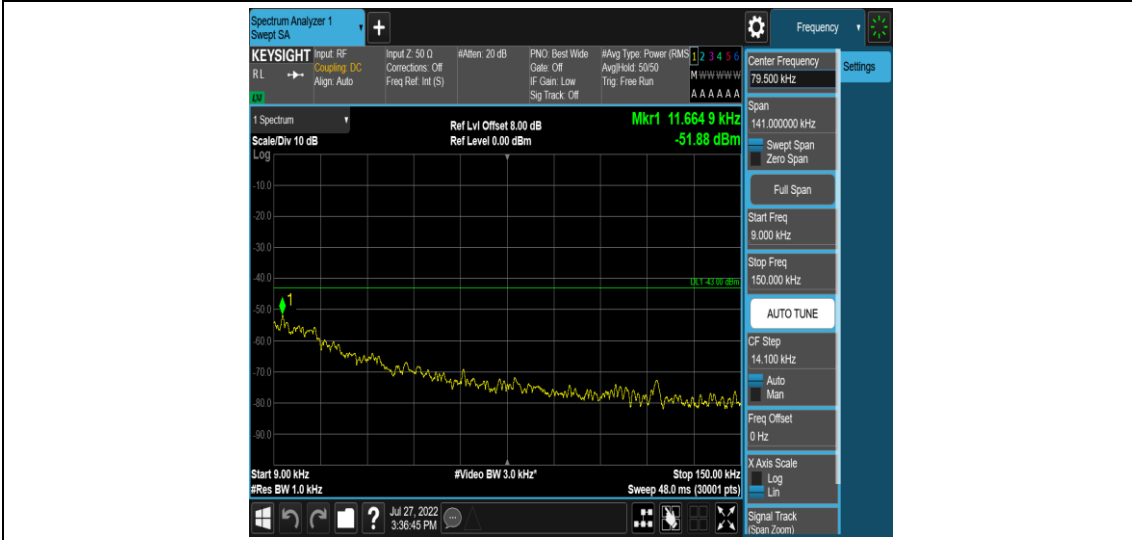 Spectrum Analyzer 1
Swept SA
+
Frequency
KEYSIGHT
RL
Input: RF
Coupling: DC
Align: Auto
Input Z: 50 Ω
Corrections: Off
Freq Ref: Int (S)
#Atten: 20 dB
PNO: Best Wide
Gate: Off
IF Gain: Low
Sig Track: Off
#Avg Type: Power (RMS
Avg|Hold: 50/50
Trig: Free Run
1 2 3 4 5 6
M W W W W W
A A A A A A
1 Spectrum
Scale/Div 10 dB
Log
Ref Lvl Offset 8.00 dB
Ref Level 0.00 dBm
Mkr1 11.664 9 kHz
-51.88 dBm
-10.0
-20.0
-30.0
-40.0
-50.0
-60.0
-70.0
-80.0
-90.0
DL1 -43.00 dBm
1
Start 9.00 kHz
#Res BW 1.0 kHz
#Video BW 3.0 kHz*
Stop 150.00 kHz
Sweep 48.0 ms (30001 pts)
Center Frequency
79.500 kHz
Settings
Span
141.000000 kHz
Swept Span
Zero Span
Full Span
Start Freq
9.000 kHz
Stop Freq
150.000 kHz
AUTO TUNE
CF Step
14.100 kHz
Auto
Man
Freq Offset
0 Hz
X Axis Scale
Log
Lin
Signal Track
(Span Zoom)
?
Jul 27, 2022
3:36:45 PM